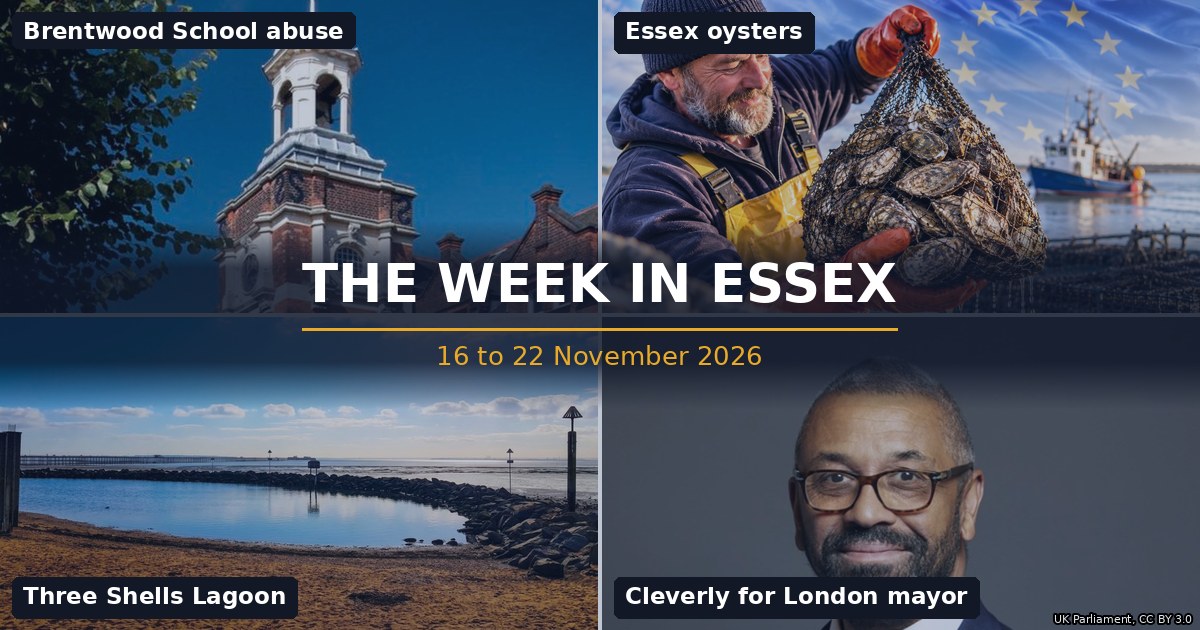 Brentwood School abuse
Essex oysters
THE WEEK IN ESSEX
16 to 22 November 2026
Three Shells Lagoon
Cleverly for London mayor
UK Parliament, CC BY 3.0